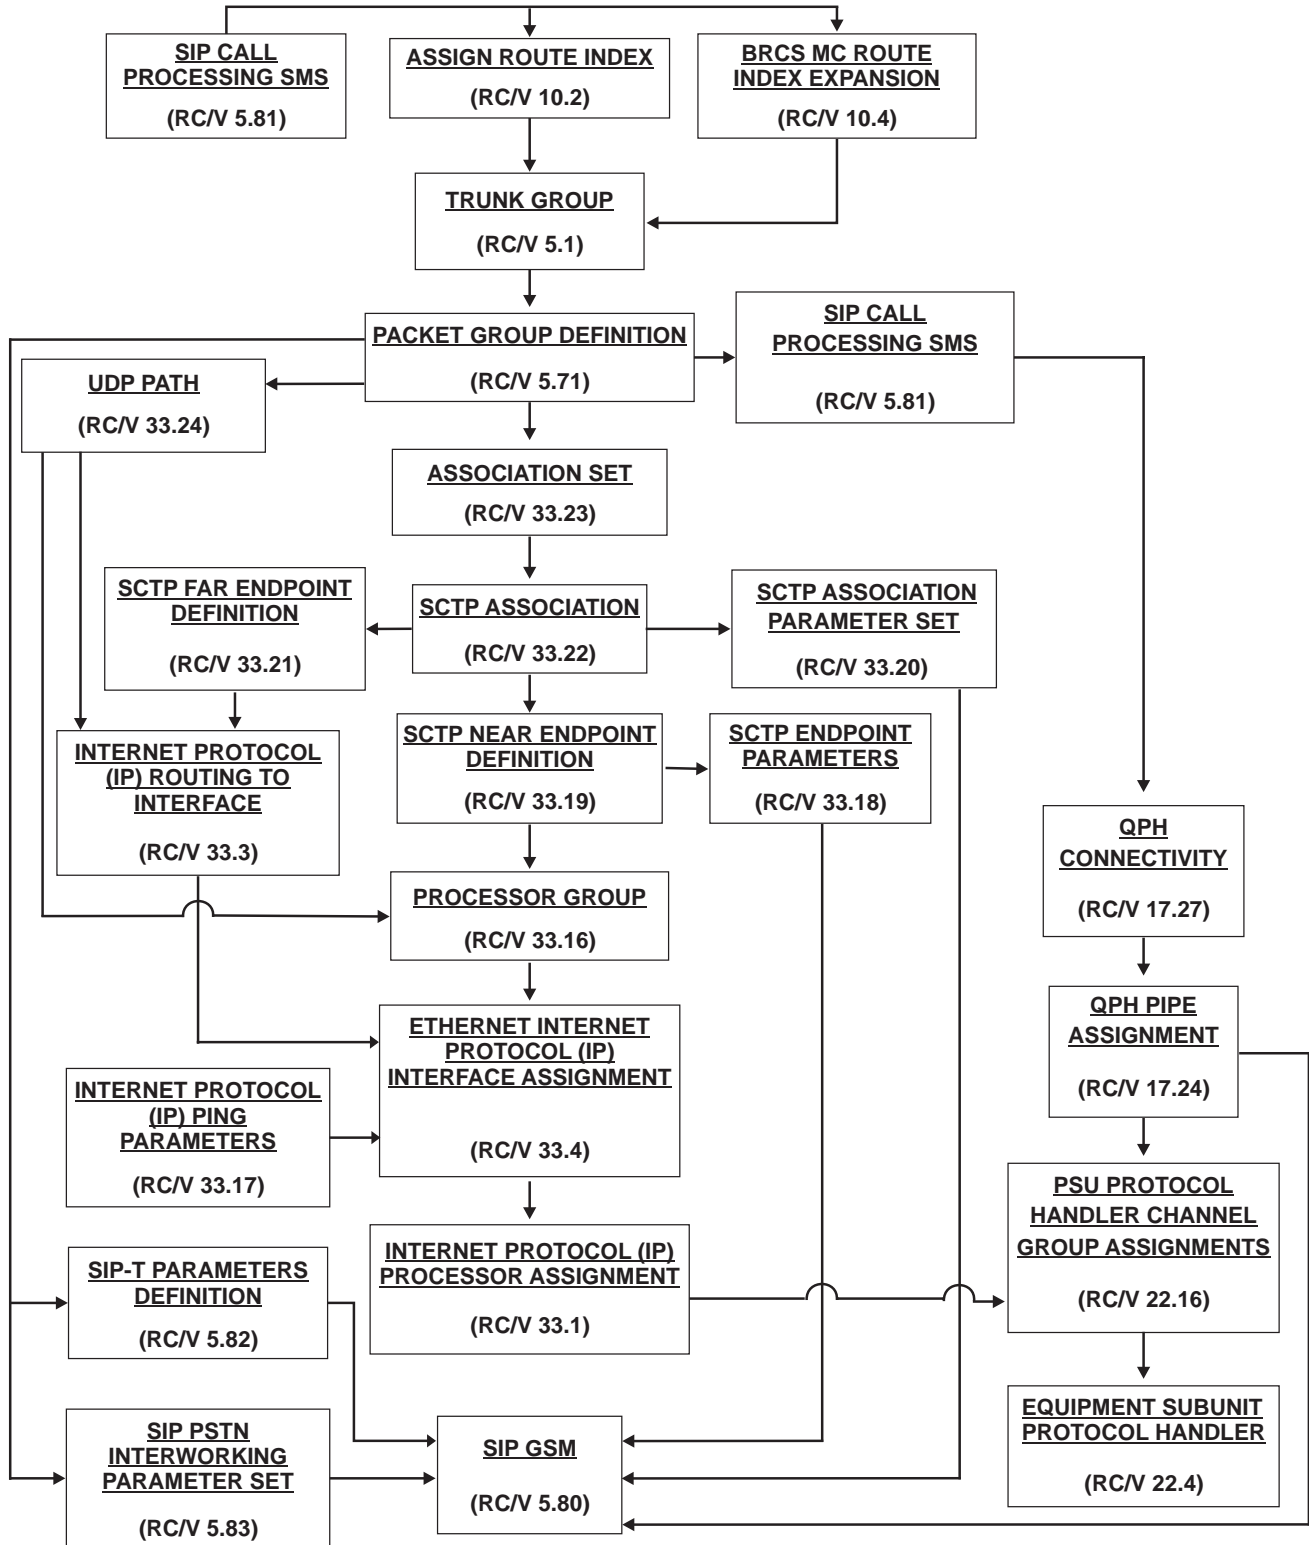 SIP CALL
PROCESSING SMS
(RC/V 5.81)
ASSIGN ROUTE INDEX
(RC/V 10.2)
BRCS MC ROUTE
INDEX EXPANSION
(RC/V 10.4)
TRUNK GROUP
(RC/V 5.1)
PACKET GROUP DEFINITION
(RC/V 5.71)
SIP CALL
PROCESSING SMS
(RC/V 5.81)
UDP PATH
(RC/V 33.24)
ASSOCIATION SET
(RC/V 33.23)
SCTP FAR ENDPOINT
DEFINITION
(RC/V 33.21)
SCTP ASSOCIATION
(RC/V 33.22)
SCTP ASSOCIATION
PARAMETER SET
(RC/V 33.20)
INTERNET PROTOCOL
(IP) ROUTING TO
INTERFACE
(RC/V 33.3)
SCTP NEAR ENDPOINT
DEFINITION
(RC/V 33.19)
SCTP ENDPOINT
PARAMETERS
(RC/V 33.18)
QPH
CONNECTIVITY
(RC/V 17.27)
PROCESSOR GROUP
(RC/V 33.16)
QPH PIPE
ASSIGNMENT
(RC/V 17.24)
ETHERNET INTERNET
PROTOCOL (IP)
INTERFACE ASSIGNMENT
(RC/V 33.4)
INTERNET PROTOCOL
(IP) PING
PARAMETERS
(RC/V 33.17)
PSU PROTOCOL
HANDLER CHANNEL
GROUP ASSIGNMENTS
(RC/V 22.16)
INTERNET PROTOCOL (IP)
PROCESSOR ASSIGNMENT
(RC/V 33.1)
SIP-T PARAMETERS
DEFINITION
(RC/V 5.82)
EQUIPMENT SUBUNIT
PROTOCOL HANDLER
(RC/V 22.4)
SIP PSTN
INTERWORKING
PARAMETER SET
(RC/V 5.83)
SIP GSM
(RC/V 5.80)